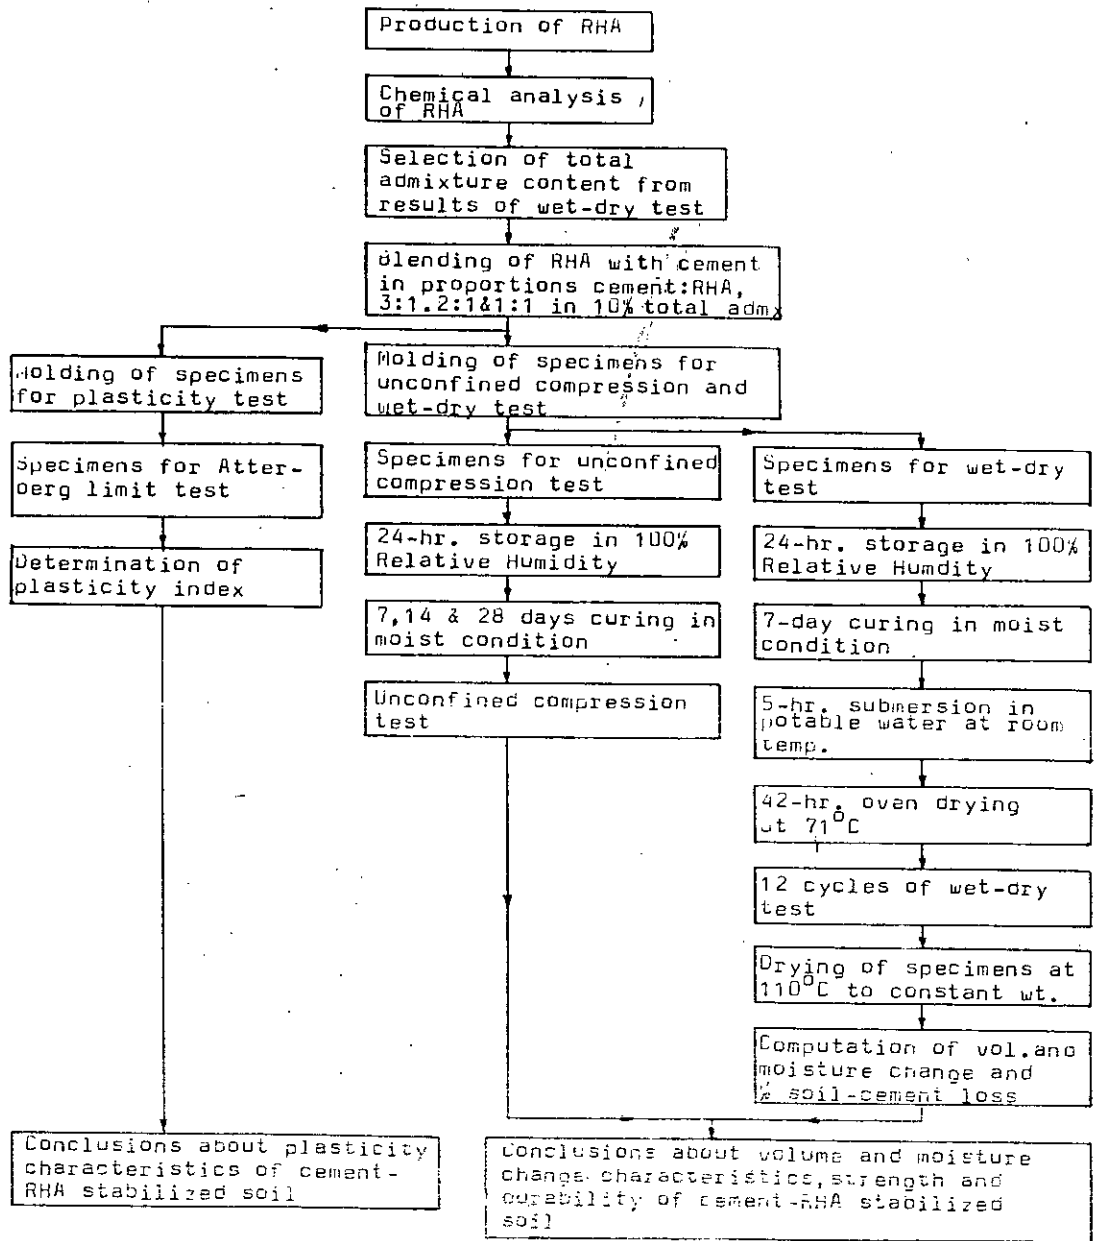 Production of RHA
Chemical analysis
of RHA
Selection of total
admixture content from
results of wet-dry test
Blending of RHA with cement
in proportions cement:RHA,
3:1.2:1&1:1 in 10% total admx
Molding of specimens
for plasticity test
Molding of specimens for
unconfined compression and
wet-dry test
Specimens for Atter-
berg limit test
Specimens for unconfined
compression test
Specimens for wet-dry
test
Determination of
plasticity index
24-hr. storage in 100%
Relative Humidity
24-hr. storage in 100%
Relative Humdity
7,14 & 28 days curing in
moist condition
7-day curing in moist
condition
Unconfined compression
test
5-hr. submersion in
potable water at room
temp.
42-hr. oven drying
at 71°C
12 cycles of wet-dry
test
Drying of specimens at
110°C to constant wt.
Computation of vol.and
moisture change and
% soil-cement loss
Conclusions about plasticity
characteristics of cement-
RHA stabilized soil
Conclusions about volume and moisture
change characteristics,strength and
durability of cement-RHA stabilized
soil